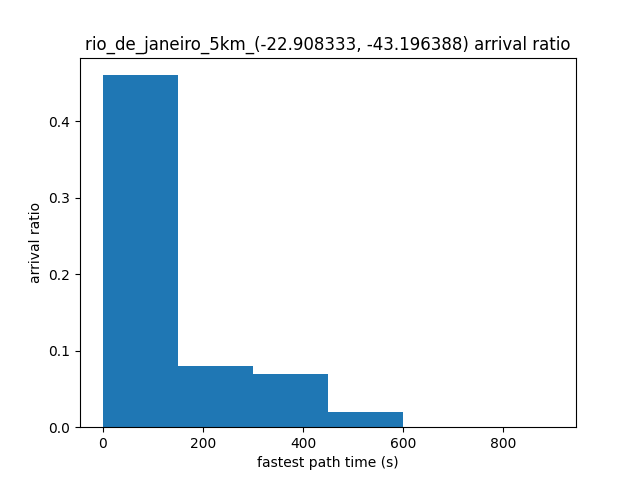 rio_de_janeiro_5km_(-22.908333, -43.196388) arrival ratio
0.4
0.3
0.2
0.1
0.0
arrival ratio
0 200 400 600 800
fastest path time (s)